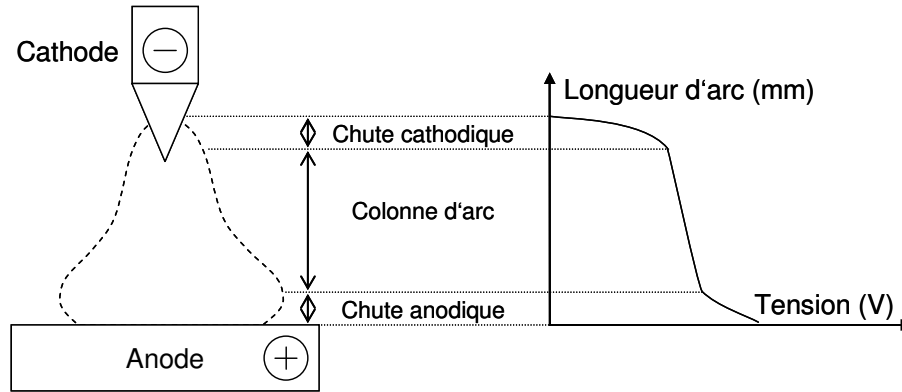 Cathode
−
Longueur d‘arc (mm)
Chute cathodique
Colonne d‘arc
Chute anodique
Tension (V)
Anode
+